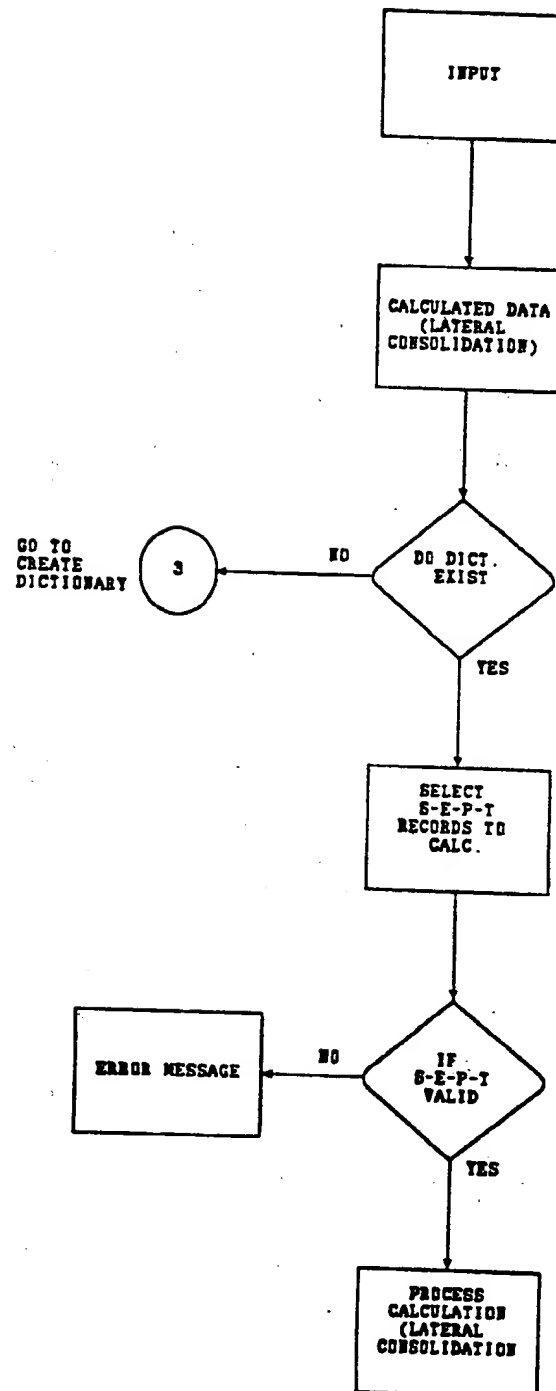 INPUT
CALCULATED DATA
(LATERAL
CONSOLIDATION)
DO DICT.
EXIST
NO
3
GO TO
CREATE
DICTIONARY
YES
SELECT
S-E-P-T
RECORDS TO
CALC.
IF
S-E-P-T
VALID
NO
ERROR MESSAGE
YES
PROCESS
CALCULATION
(LATERAL
CONSOLIDATION